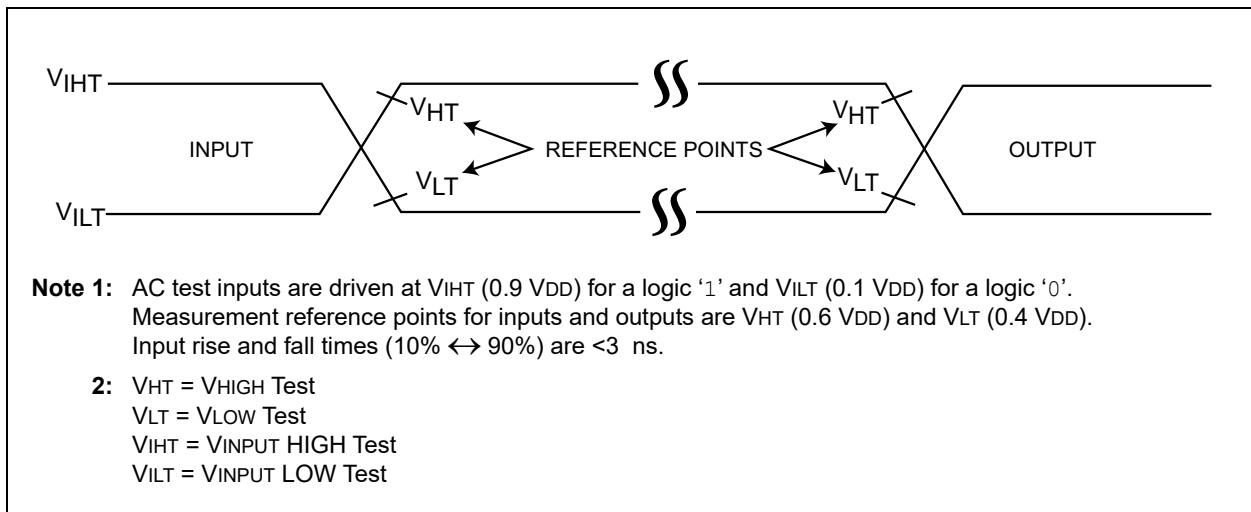 VIHT
VHT
VHT
INPUT
REFERENCE POINTS
OUTPUT
VLT
VLT
VILT
Note 1: AC test inputs are driven at VIHT (0.9 VDD) for a logic ‘1’ and VILT (0.1 VDD) for a logic ‘0’.
Measurement reference points for inputs and outputs are VHT (0.6 VDD) and VLT (0.4 VDD).
Input rise and fall times (10% ↔ 90%) are <3 ns.
2: VHT = VHIGH Test
VLT = VLOW Test
VIHT = VINPUT HIGH Test
VILT = VINPUT LOW Test